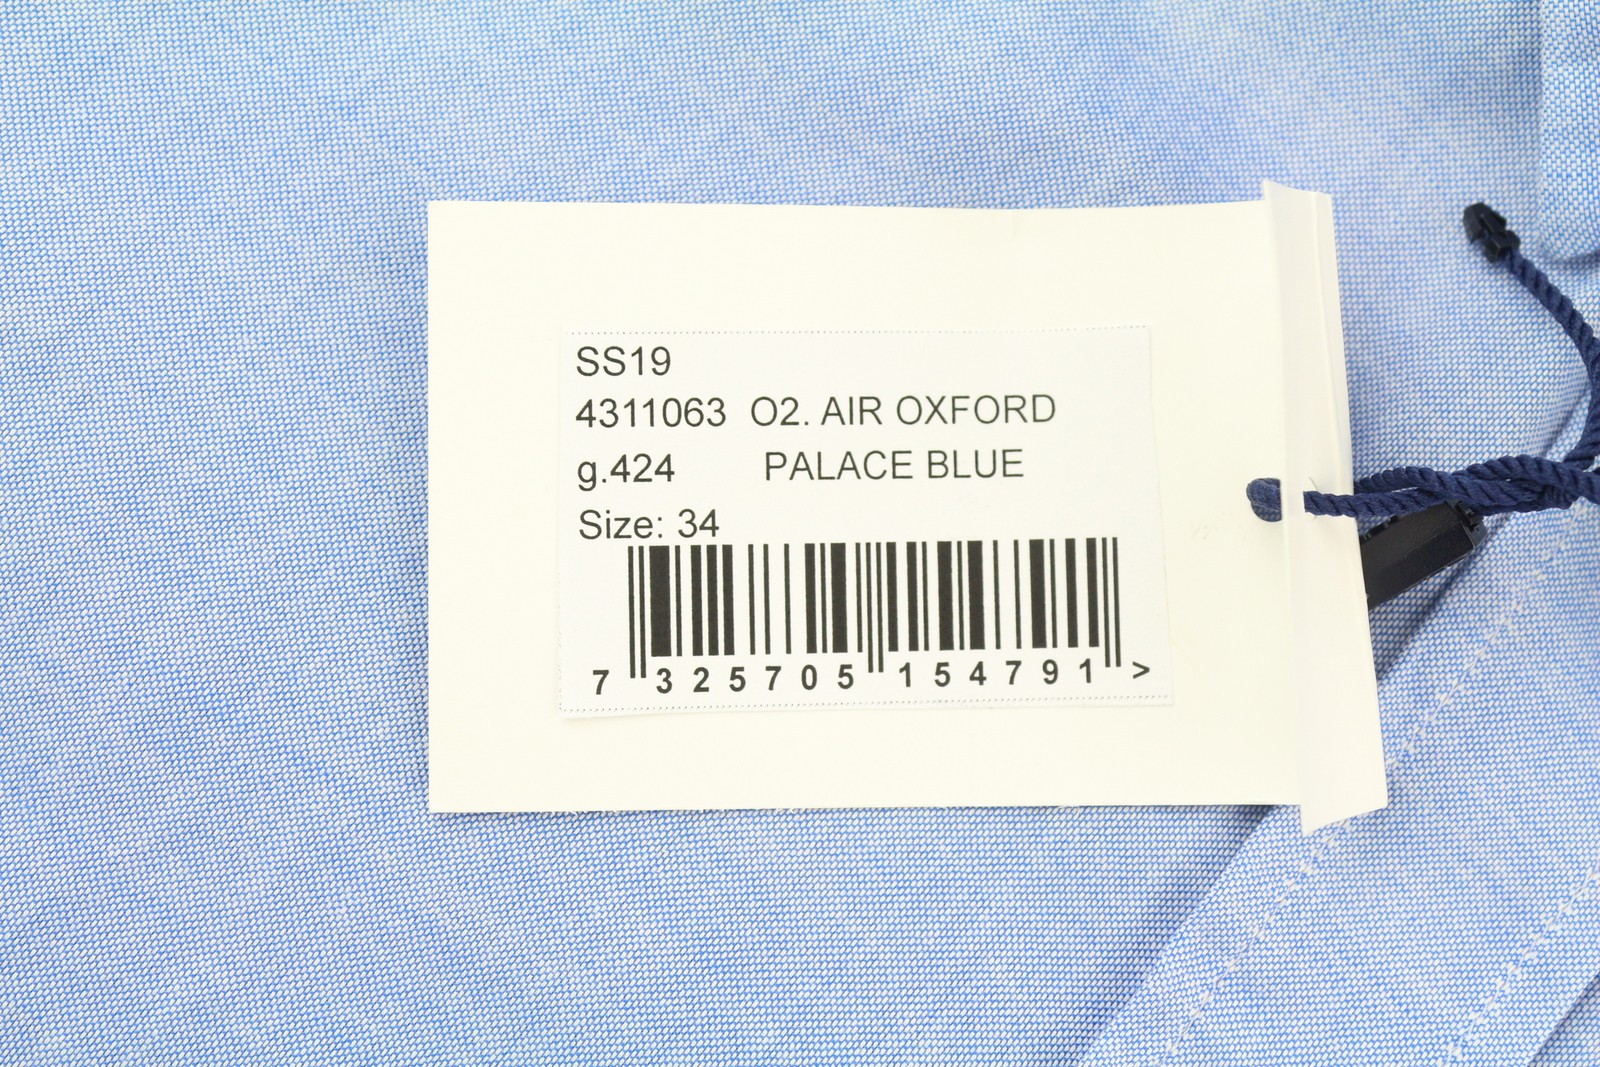 SS19
4311063 O2. AIR OXFORD
g.424 PALACE BLUE
Size: 34
7 325705 154791 >